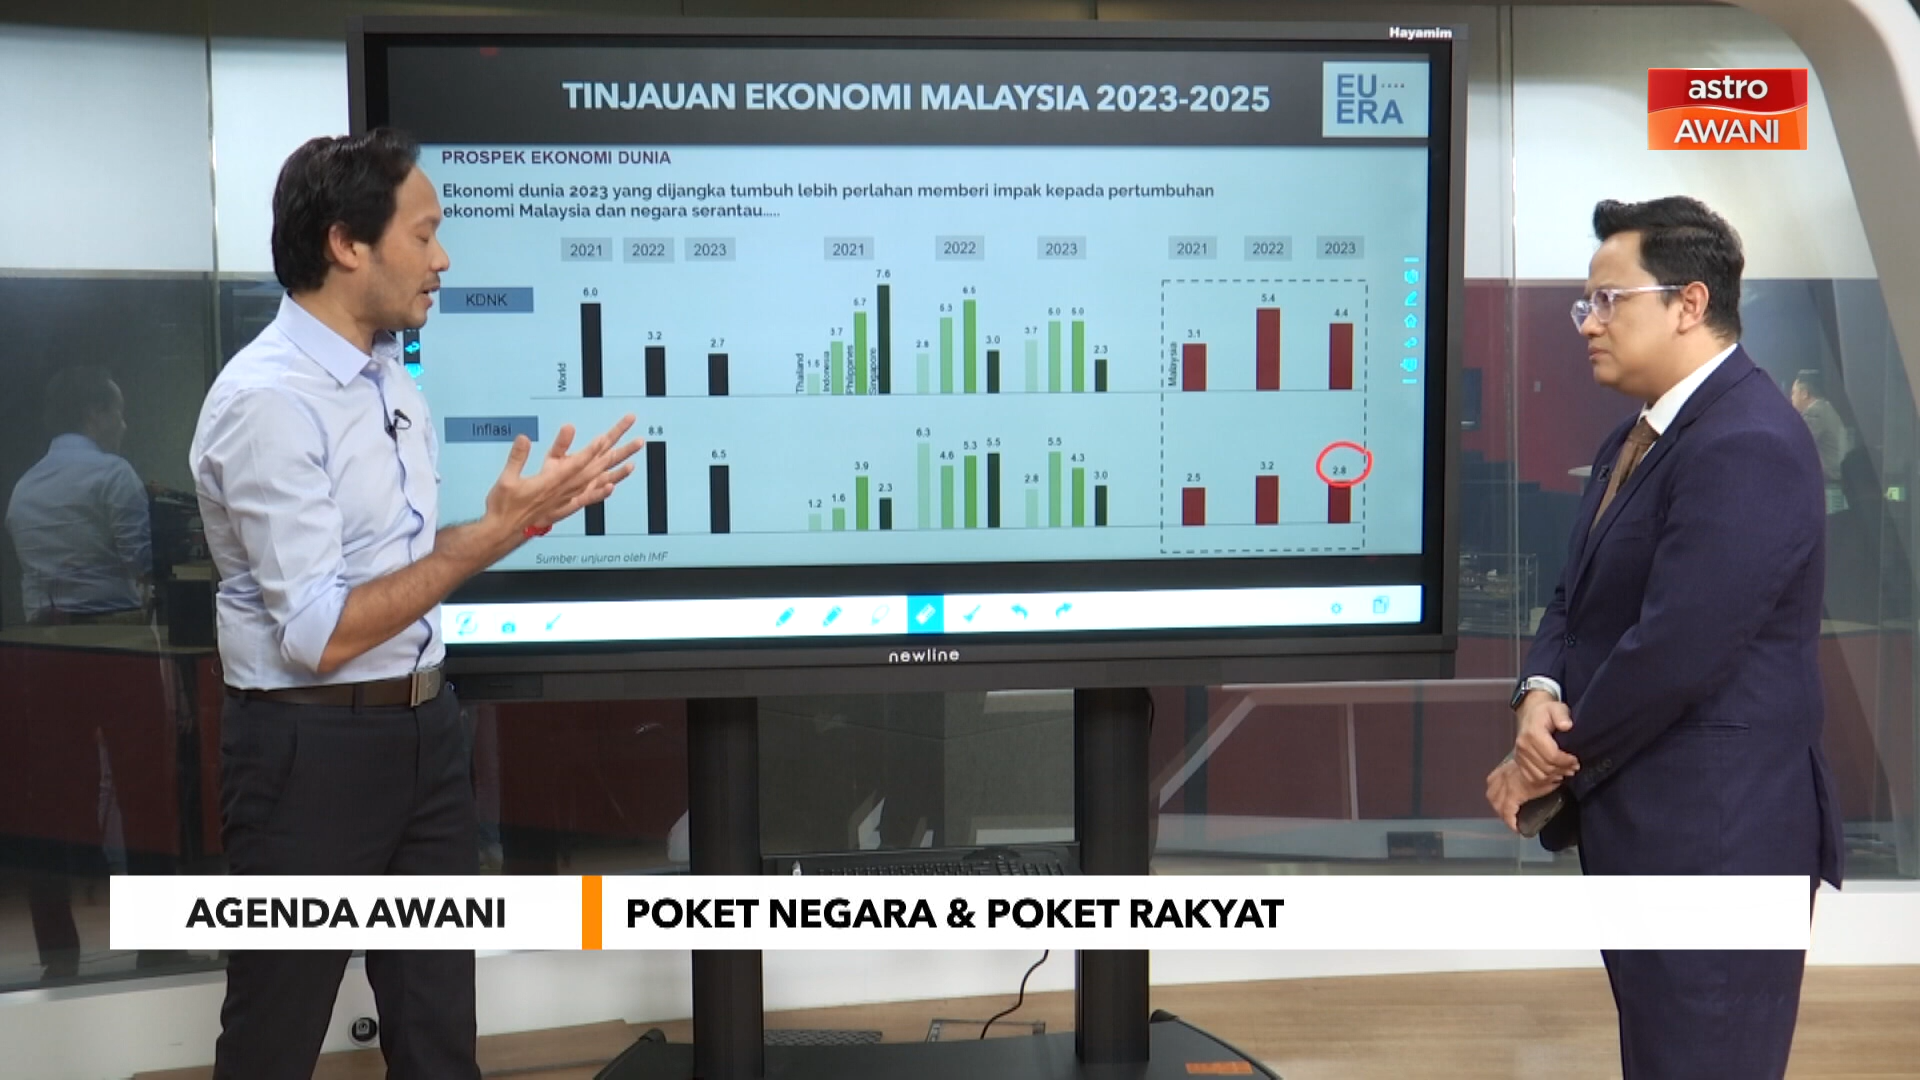 Hayamim
TINJAUAN EKONOMI MALAYSIA 2023-2025
EU
ERA
astro
AWANI
PROSPEK EKONOMI DUNIA
Ekonomi dunia 2023 yang dijangka tumbuh lebih perlahan memberi impak kepada pertumbuhan
ekonomi Malaysia dan negara serantau.....
2021 2022 2023 2021 2022 2023 2021 2022 2023
KDNK
World
6.0 3.2 2.7
Thailand
Indonesia
Philippines
Singapore
3.7 5.7 7.6
2.8 5.3 6.5 3.0
3.7 5.0 5.0 2.3
Malaysia
3.1 5.4 4.4
Inflasi
8.8 6.5
1.2 1.6 3.9 2.3
6.3 4.6 5.3 5.5
2.8 5.5 4.3 3.0
2.5 3.2 2.8
Sumber: unjuran oleh IMF
newline
AGENDA AWANI
POKET NEGARA & POKET RAKYAT